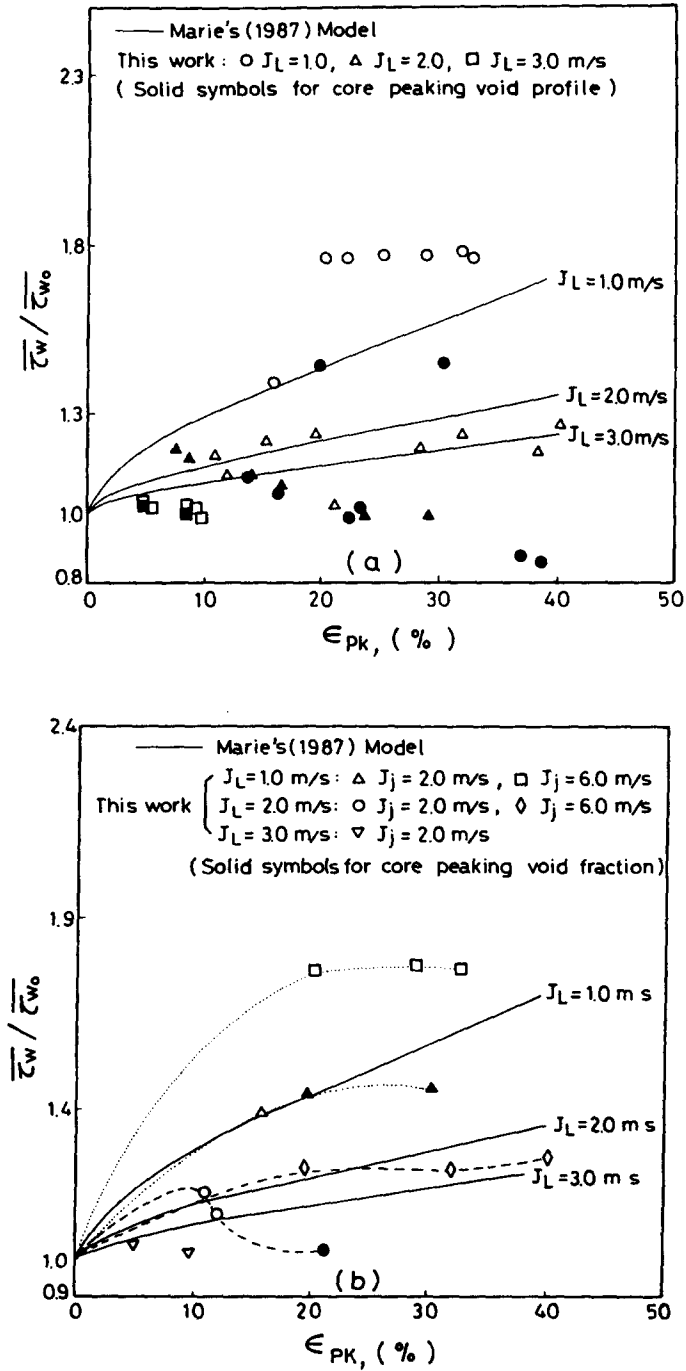 Marie's (1987) Model
This work : ○ J_L=1.0, △ J_L=2.0, □ J_L=3.0 m/s
( Solid symbols for core peaking void profile )
2.3
1.8
1.3
1.0
0.8
τ̄_w / τ̄_wo
J_L=1.0 m/s
J_L=2.0 m/s
J_L=3.0 m/s
(a)
0 10 20 30 40 50
ϵ_PK, ( % )
2.4
1.9
1.4
1.0
0.9
τ̄_w / τ̄_wo
Marie's (1987) Model
J_L=1.0 m/s: △ J_j=2.0 m/s, □ J_j=6.0 m/s
This work { J_L=2.0 m/s: ○ J_j=2.0 m/s, ◇ J_j=6.0 m/s
J_L=3.0 m/s: ▽ J_j=2.0 m/s
(Solid symbols for core peaking void fraction)
J_L=1.0 m s
J_L=2.0 m s
J_L=3.0 m s
(b)
0 10 20 30 40 50
ϵ_PK, ( % )